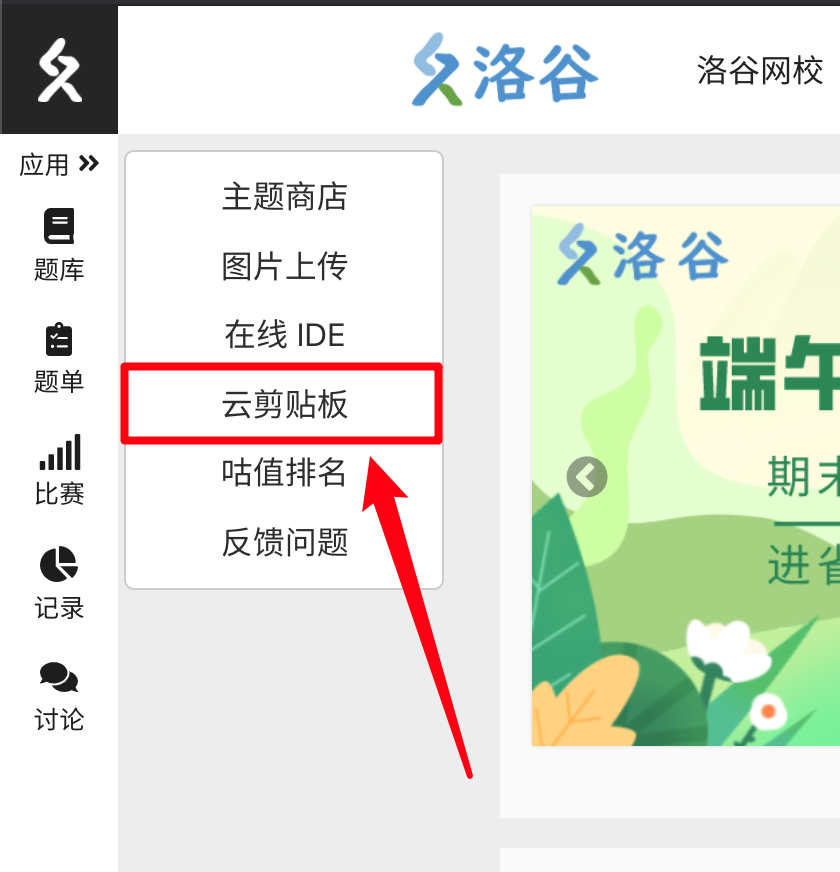 洛谷
洛谷网校
应用
题库
题单
比赛
记录
讨论
主题商店
图片上传
在线 IDE
云剪贴板
咕值排名
反馈问题
洛谷
端午
期末
进省